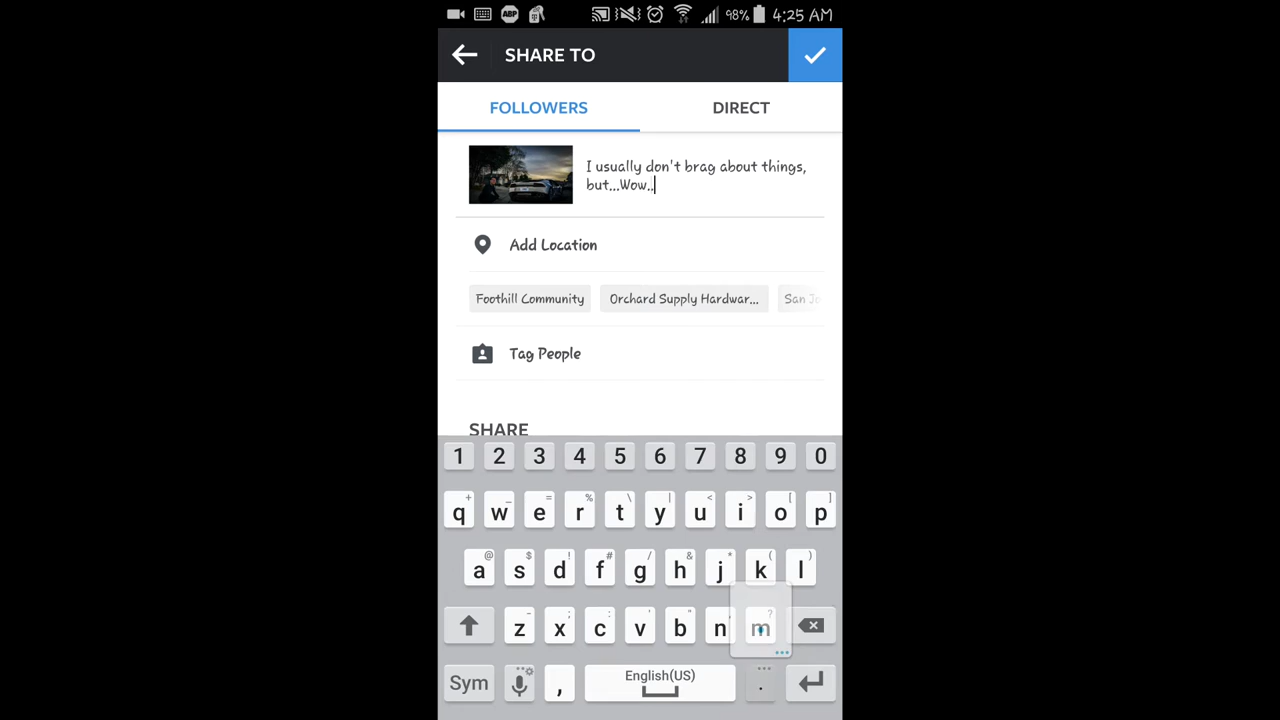 ABP 98% 4:25 AM
SHARE TO
FOLLOWERS DIRECT
I usually don't brag about things,
but...Wow..
Add Location
Foothill Community Orchard Supply Hardwar... San Jo
Tag People
SHARE
1 2 3 4 5 6 7 8 9 0
+ _ = % \ | < > [ ]
q w e r t y u i o p
@ $ ! # / & * ( )
a s d f g h j k l
- ; : ' " , ?
z x c v b n m
Sym , English(US) .